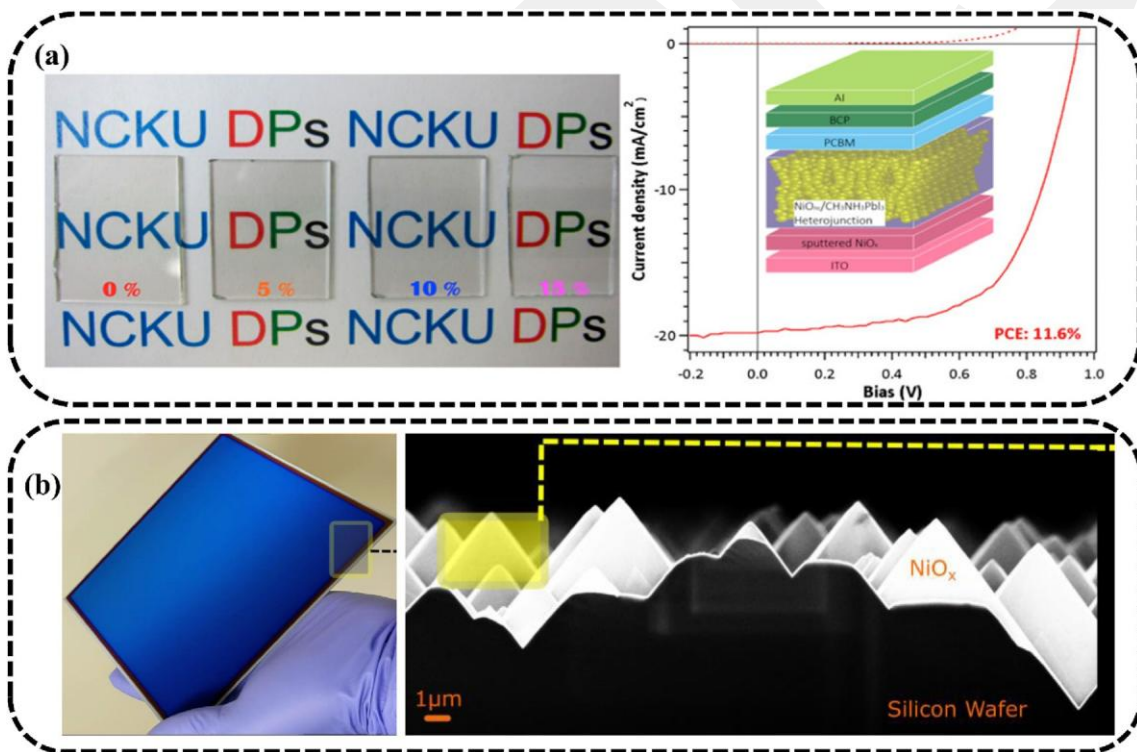 (a)
NCKU DPs NCKU DPs
NCKU DPs NCKU DPs
0 % 5 % 10 % 15 %
NCKU DPs NCKU DPs
Current density (mA/cm²)
0
-10
-20
Al
BCP
PCBM
NiOₘₑ/CH₃NH₃PbI₃
Heterojunction
sputtered NiOₓ
ITO
PCE: 11.6%
-0.2 0.0 0.2 0.4 0.6 0.8 1.0
Bias (V)
(b)
NiOₓ
1µm
Silicon Wafer